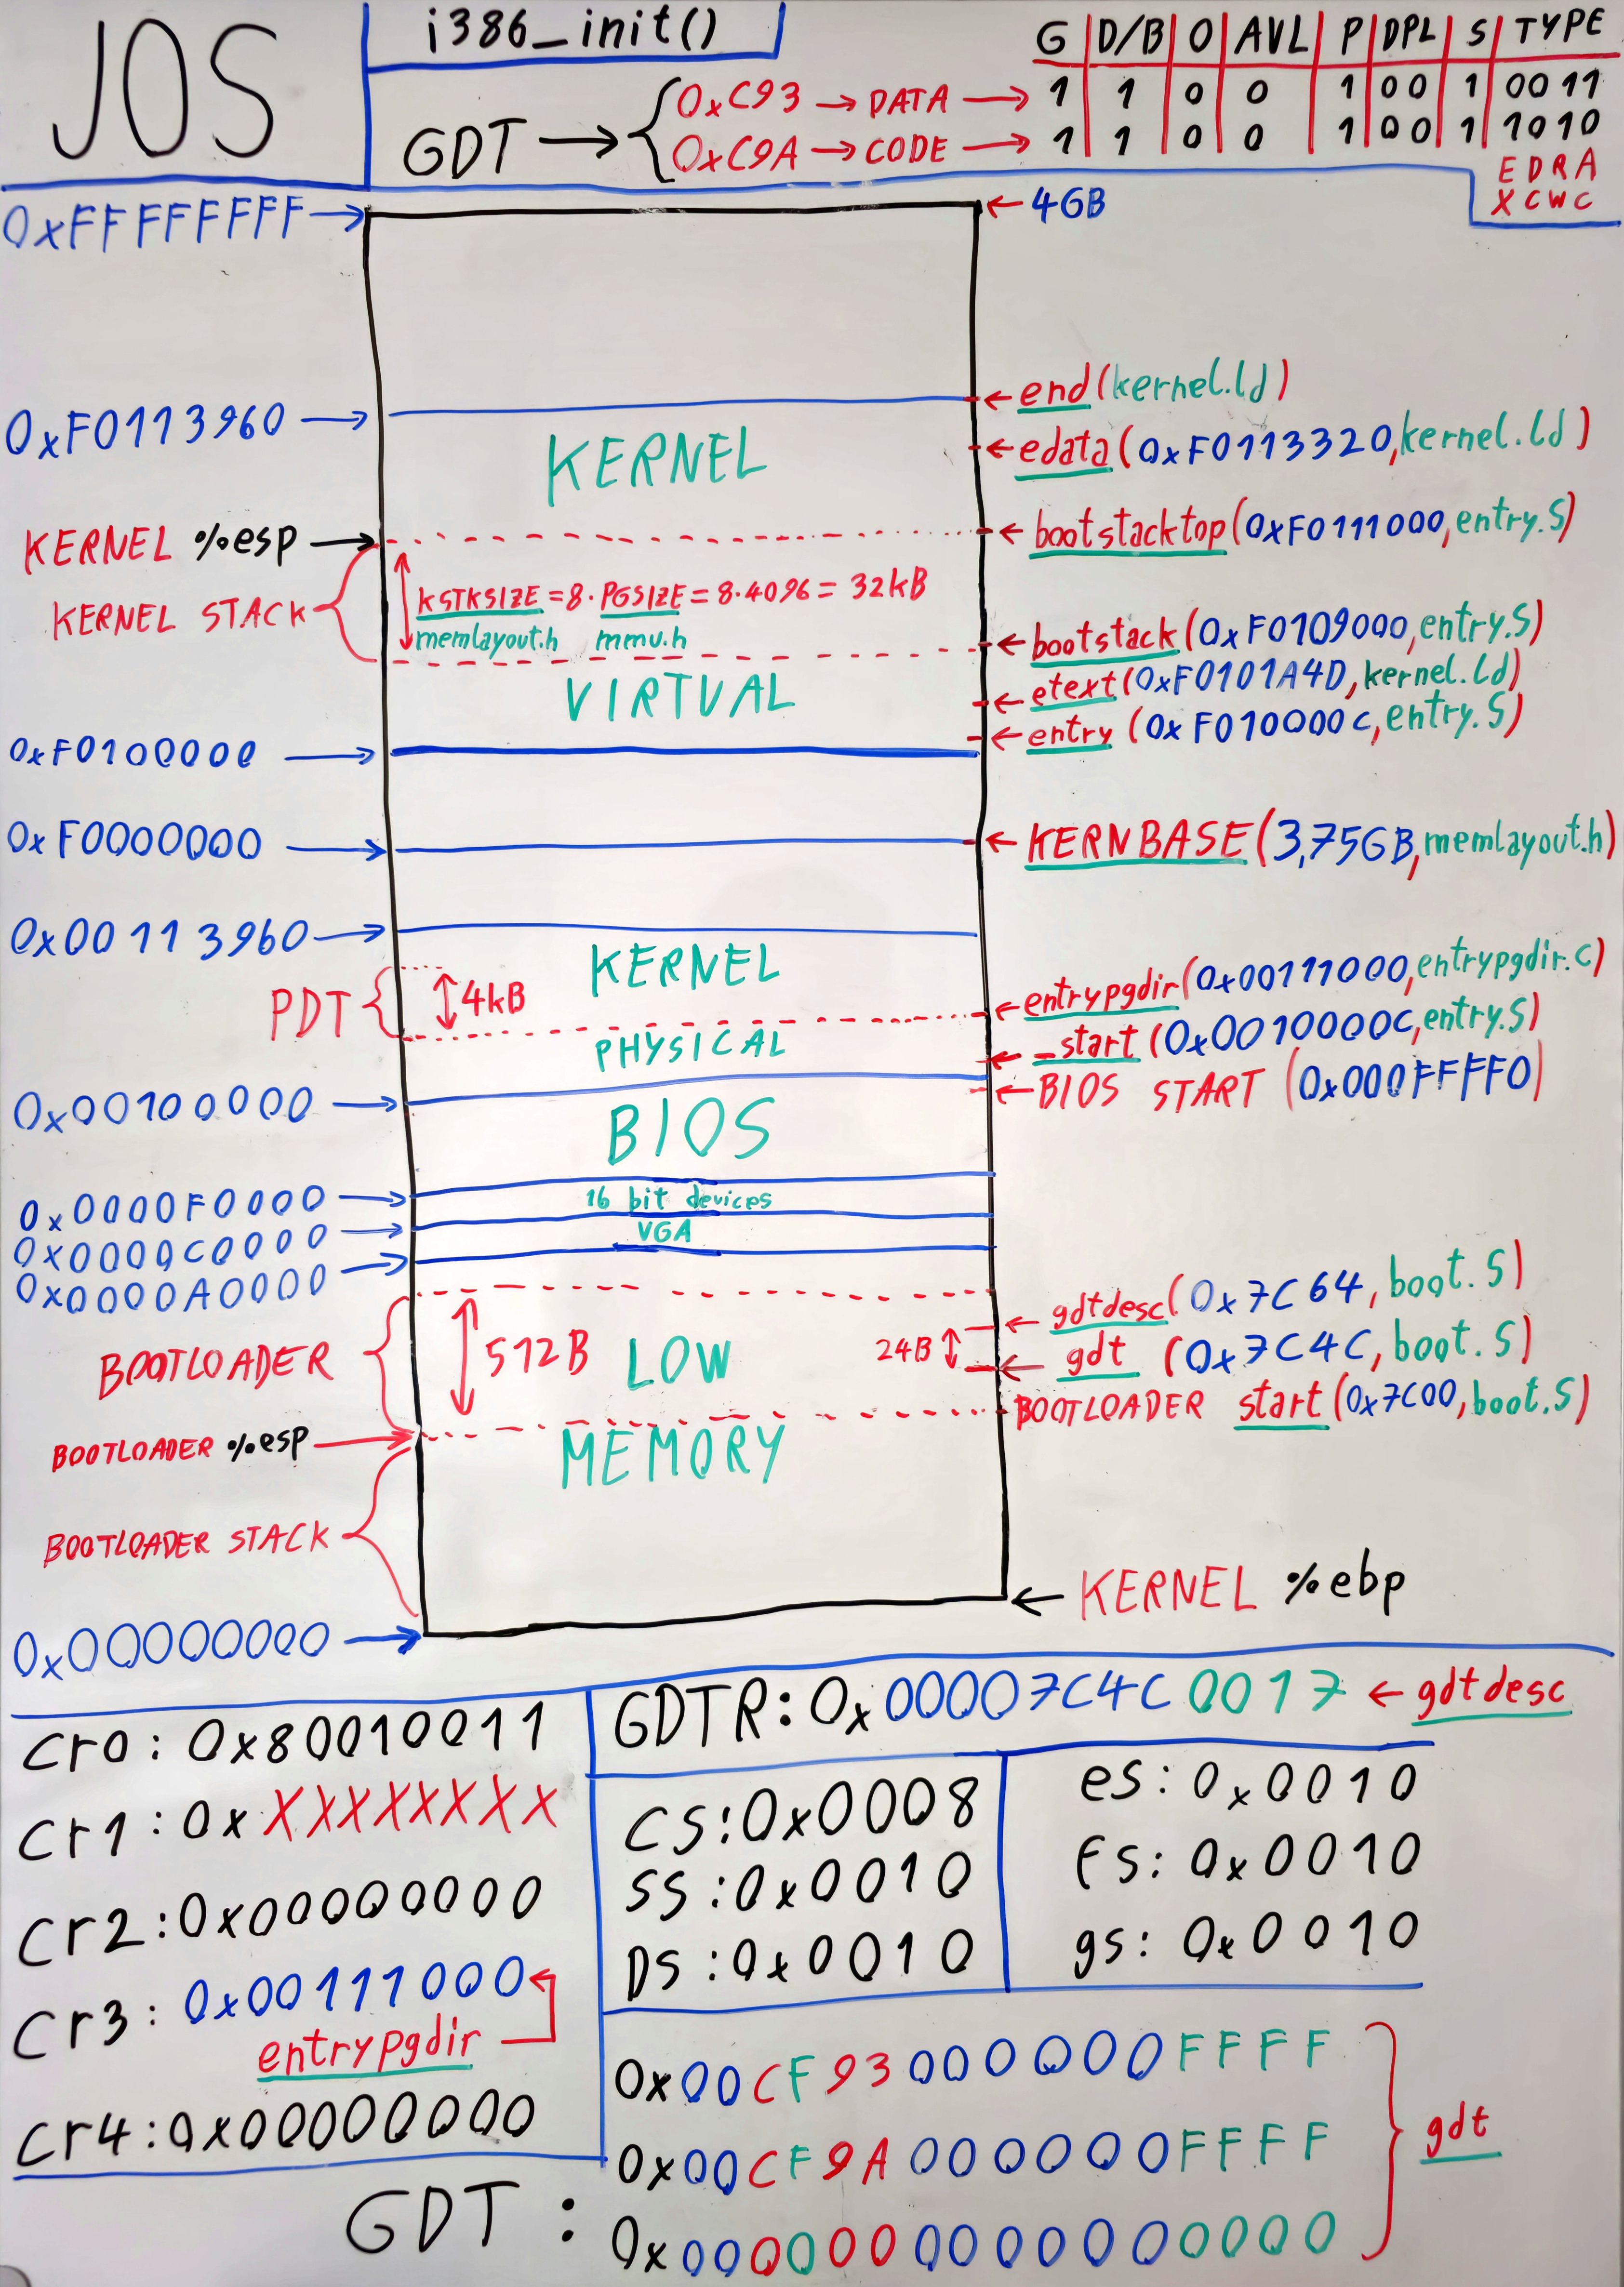 JOS
i386_init()
G D/B 0 AVL P DPL S TYPE
GDT → 0xC93 → DATA → 1 1 0 0 1 00 1 0011
0xC9A → CODE → 1 1 0 0 1 00 1 1010
E D R A
X C W C
0xFFFFFFFF → ← 4GB
← end (kernel.ld)
0xF0113960 →
KERNEL
← edata (0xF0113320, kernel.ld)
KERNEL %esp → ← bootstacktop (0xF0111000, entry.S)
KERNEL STACK
KSTKSIZE = 8 · PGSIZE = 8·4096 = 32kB
memlayout.h mmu.h
← bootstack (0xF0109000, entry.S)
VIRTUAL
← etext (0xF0101A4D, kernel.ld)
← entry (0xF010000C, entry.S)
0xF0100000 →
0xF0000000 → ← KERNBASE (3,75GB, memlayout.h)
0x00113960 →
KERNEL
PDT 4kB
← entrypgdir (0x00111000, entrypgdir.c)
PHYSICAL
← _start (0x0010000C, entry.S)
← BIOS START (0x000FFFF0)
0x00100000 →
BIOS
0x0000F0000 →
16 bit devices
0x0000C0000 →
VGA
0x0000A0000 →
← gdtdesc (0x7C64, boot.S)
BOOTLOADER 512B LOW 24B
← gdt (0x7C4C, boot.S)
BOOTLOADER start (0x7C00, boot.S)
BOOTLOADER %esp →
MEMORY
BOOTLOADER STACK
← KERNEL %ebp
0x00000000 →
GDTR: 0x00007C4C0017 ← gdtdesc
cr0: 0x80010011
cr1: 0xXXXXXXXX
cr2: 0x00000000
cr3: 0x00111000
entrypgdir
cr4: 0x00000000
CS: 0x0008
SS: 0x0010
DS: 0x0010
es: 0x0010
fs: 0x0010
gs: 0x0010
GDT:
0x00CF93000000FFFF
0x00CF9A000000FFFF
0x0000000000000000
gdt